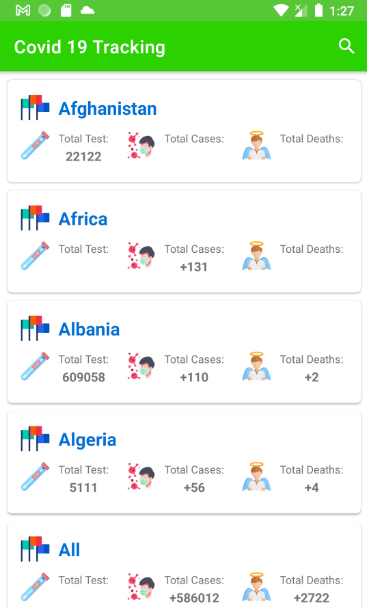 1:27
Covid 19 Tracking
Afghanistan
Total Test: Total Cases: Total Deaths:
22122
Africa
Total Test: Total Cases: Total Deaths:
+131
Albania
Total Test: Total Cases: Total Deaths:
609058 +110 +2
Algeria
Total Test: Total Cases: Total Deaths:
5111 +56 +4
All
Total Test: Total Cases: Total Deaths:
+586012 +2722